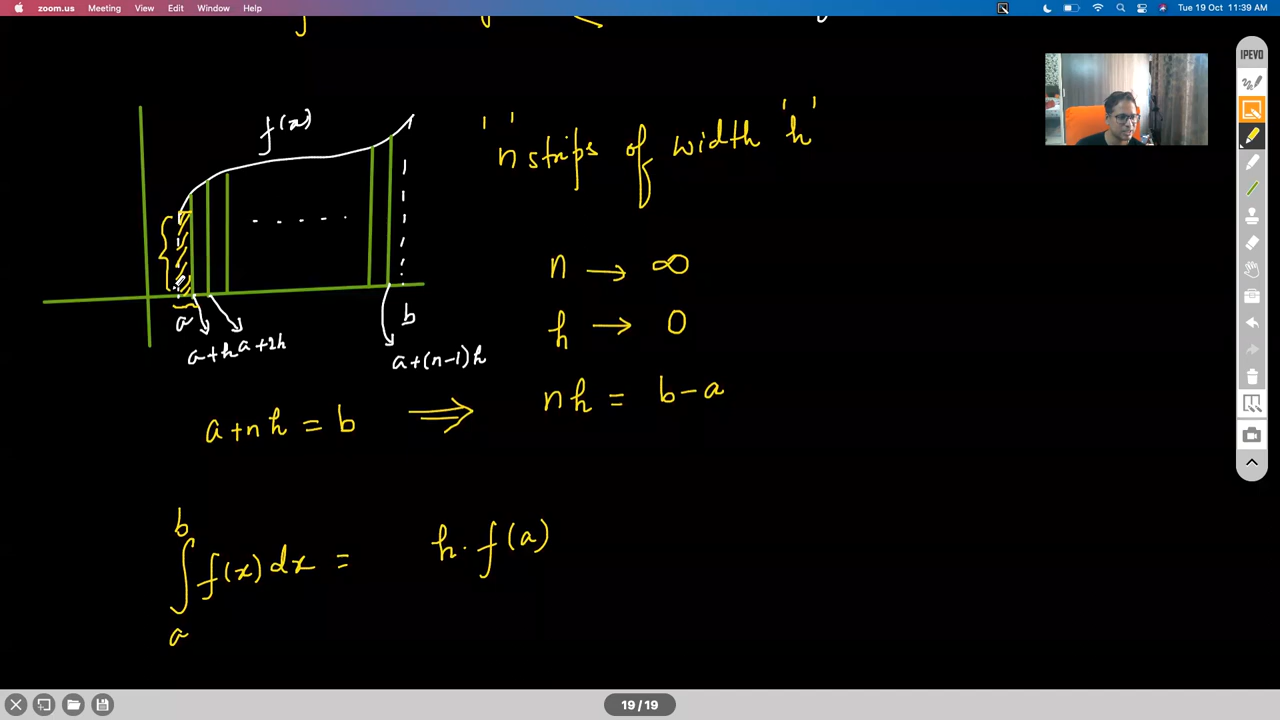 zoom.us Meeting View Edit Window Help Tue 19 Oct 11:39 AM
IPEVO
f(x)
'n' strips of width 'h'
n → ∞
h → 0
a
b
a+h
a+2h
a+(n-1)h
a+nh = b ⟹ nh = b-a
b
∫ f(x) dx = h. f(a)
a
19 / 19